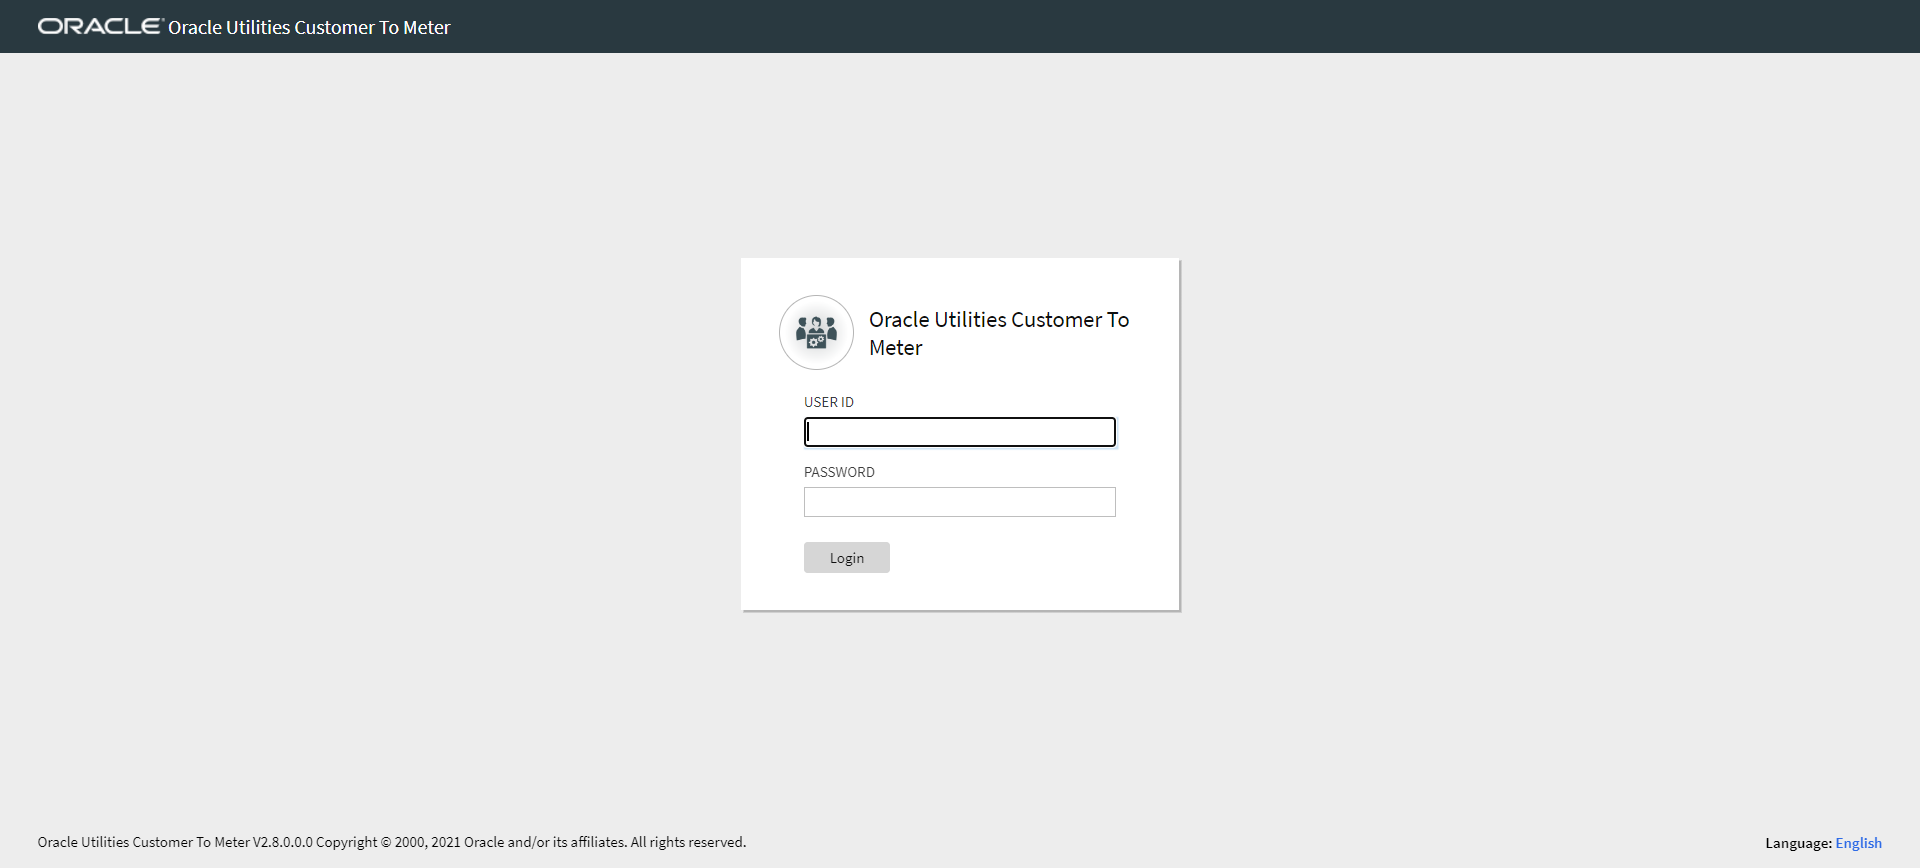 ORACLE Oracle Utilities Customer To Meter
Oracle Utilities Customer To
Meter
USER ID
PASSWORD
Login
Oracle Utilities Customer To Meter V2.8.0.0.0 Copyright © 2000, 2021 Oracle and/or its affiliates. All rights reserved.
Language: English